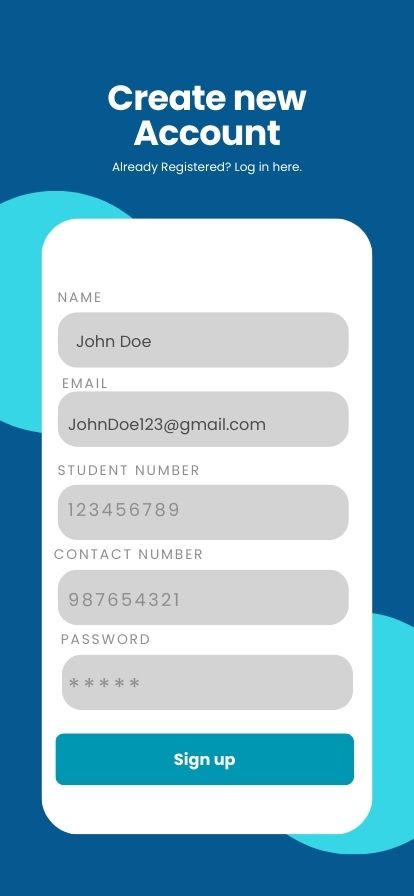 Create new
Account
Already Registered? Log in here.
NAME
John Doe
EMAIL
JohnDoe123@gmail.com
STUDENT NUMBER
123456789
CONTACT NUMBER
987654321
PASSWORD
*****
Sign up